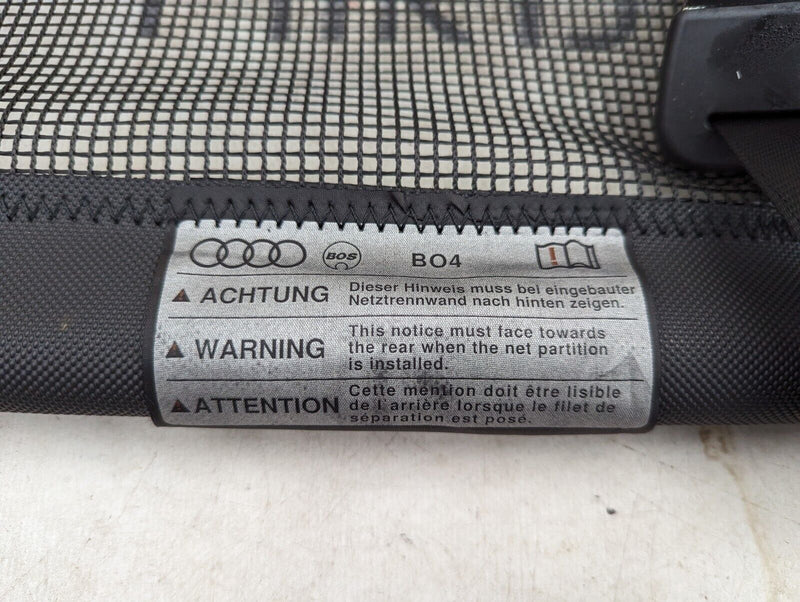 BOS BO4
ACHTUNG
Dieser Hinweis muss bei eingebauter
Netztrennwand nach hinten zeigen.
WARNING
This notice must face towards
the rear when the net partition
is installed.
ATTENTION
Cette mention doit être lisible
de l'arrière lorsque le filet de
séparation est posé.